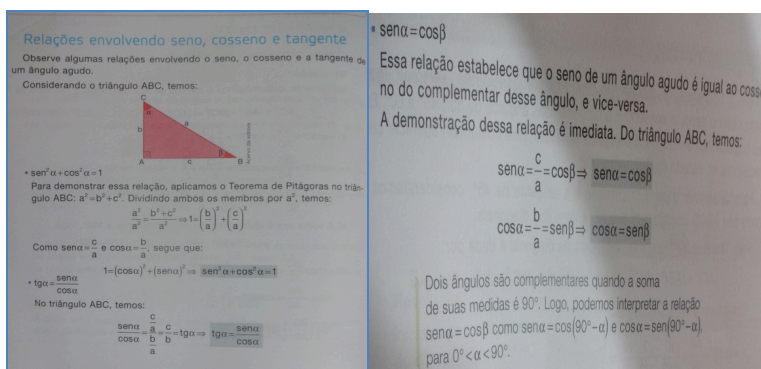 Relações envolvendo seno, cosseno e tangente
Observe algumas relações envolvendo o seno, o cosseno e a tangente de
um ângulo agudo.
Considerando o triângulo ABC, temos:
C
α
b
a
A
c
β
B
Acervo da editora
• sen²α+cos²α=1
Para demonstrar essa relação, aplicamos o Teorema de Pitágoras no triân-
gulo ABC: a²=b²+c². Dividindo ambos os membros por a², temos:
a²/a² = (b²+c²)/a² ⇒ 1 = (b/a)² + (c/a)²
Como senα = c/a e cosα = b/a, segue que:
1=(cosα)²+(senα)² ⇒ sen²α+cos²α=1
• tgα = senα/cosα
No triângulo ABC, temos:
senα/cosα = (c/a)/(b/a) = c/b = tgα ⇒ tgα = senα/cosα
• senα=cosβ
Essa relação estabelece que o seno de um ângulo agudo é igual ao coss
no do complementar desse ângulo, e vice-versa.
A demonstração dessa relação é imediata. Do triângulo ABC, temos:
senα = c/a = cosβ ⇒ senα=cosβ
cosα = b/a = senβ ⇒ cosα=senβ
Dois ângulos são complementares quando a soma
de suas medidas é 90°. Logo, podemos interpretar a relação
senα=cosβ como senα=cos(90°–α) e cosα=sen(90°–α),
para 0°<α<90°.